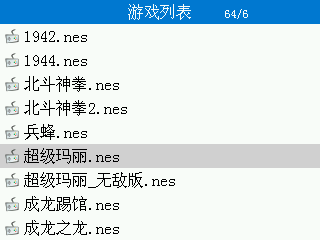 游戏列表 64/6
1942.nes
1944.nes
北斗神拳.nes
北斗神拳2.nes
兵蜂.nes
超级玛丽.nes
超级玛丽_无敌版.nes
成龙踢馆.nes
成龙之龙.nes